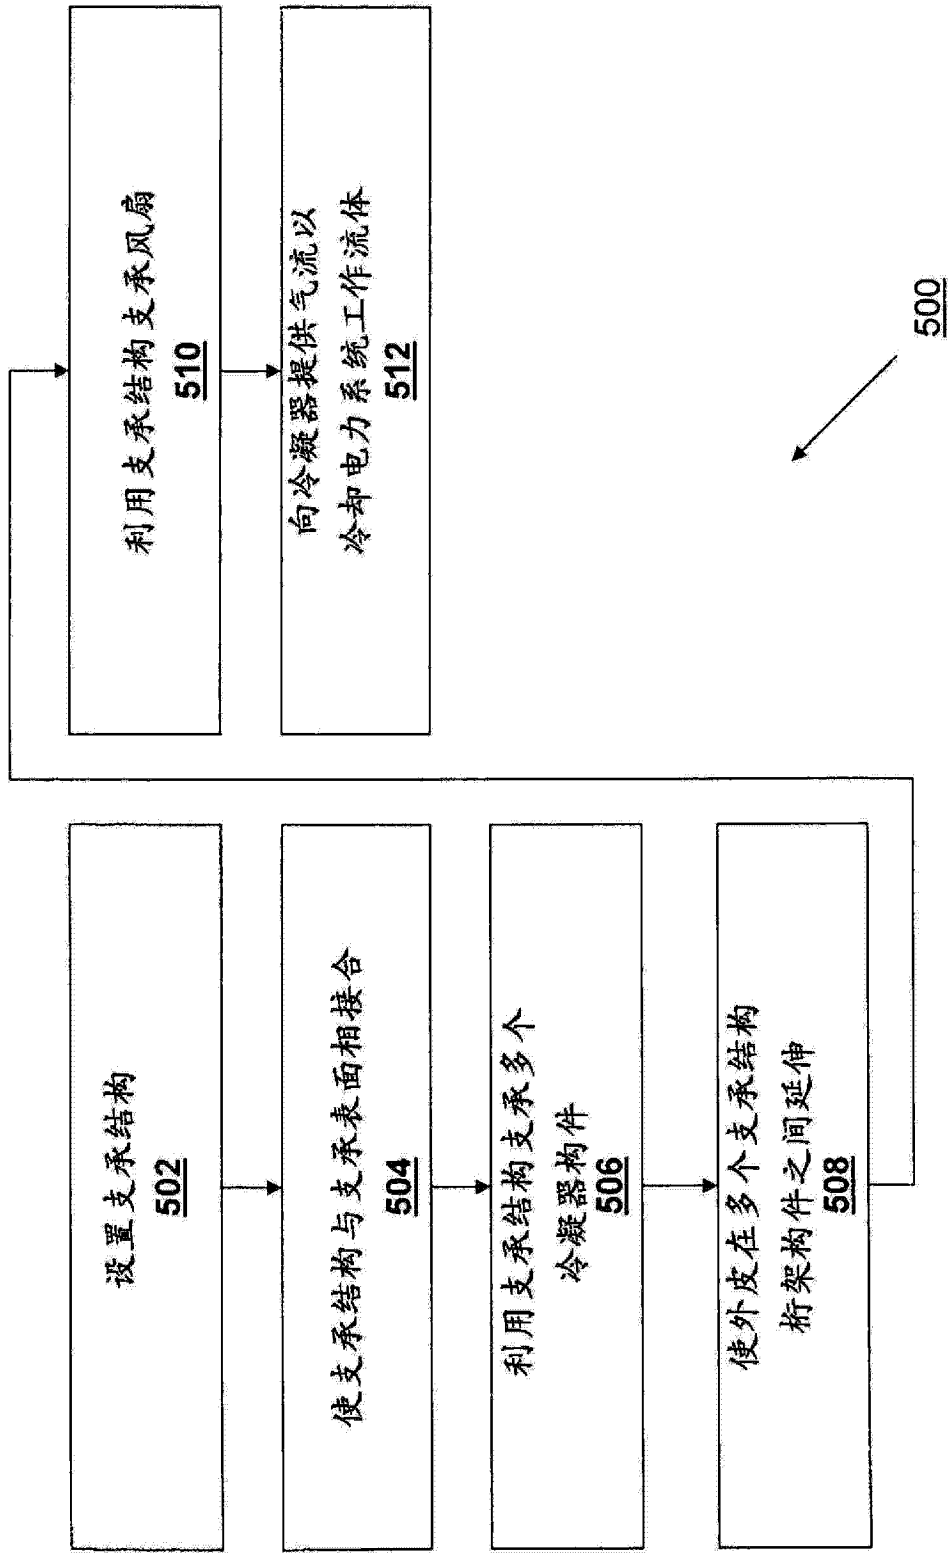 设置支承结构
502
使支承结构与支承表面相接合
504
利用支承结构支承多个
冷凝器构件
506
使外皮在多个支承结构
桁架构件之间延伸
508
利用支承结构支承风扇
510
向冷凝器提供气流以
冷却电力系统工作流体
512
500